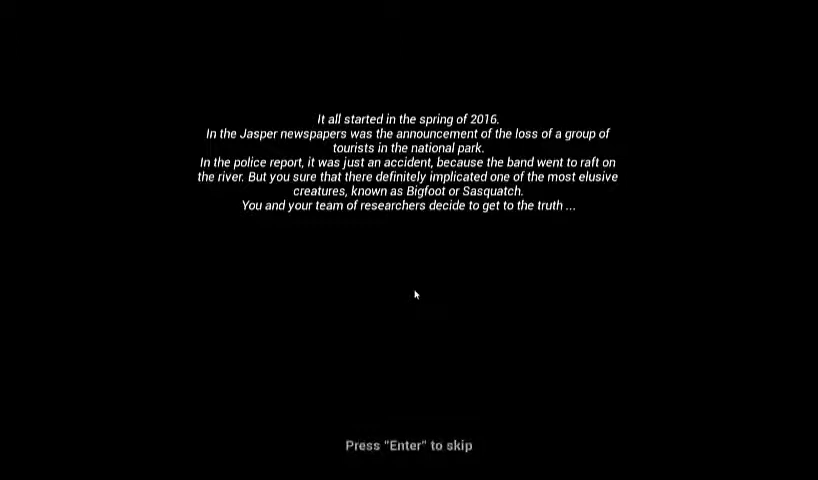 It all started in the spring of 2016.
In the Jasper newspapers was the announcement of the loss of a group of
tourists in the national park.
In the police report, it was just an accident, because the band went to raft on
the river. But you sure that there definitely implicated one of the most elusive
creatures, known as Bigfoot or Sasquatch.
You and your team of researchers decide to get to the truth ...
Press "Enter" to skip